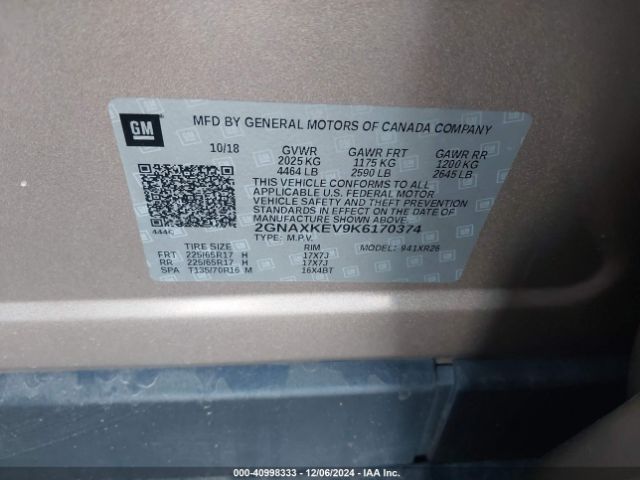 GM
MFD BY GENERAL MOTORS OF CANADA COMPANY
10/18 GVWR GAWR FRT GAWR RR
2025 KG 1175 KG 1200 KG
4464 LB 2590 LB 2645 LB
THIS VEHICLE CONFORMS TO ALL
APPLICABLE U.S. FEDERAL MOTOR
VEHICLE SAFETY AND THEFT PREVENTION
STANDARDS IN EFFECT ON THE DATE OF
MANUFACTURE SHOWN ABOVE.
2GNAXKEV9K6170374
444C TYPE: M.P.V. MODEL: 941XR26
TIRE SIZE RIM
FRT 225/65R17 H 17X7J
RR 225/65R17 H 17X7J
SPA T135/70R16 M 16X4BT
000-40998333 - 12/06/2024 - IAA Inc.